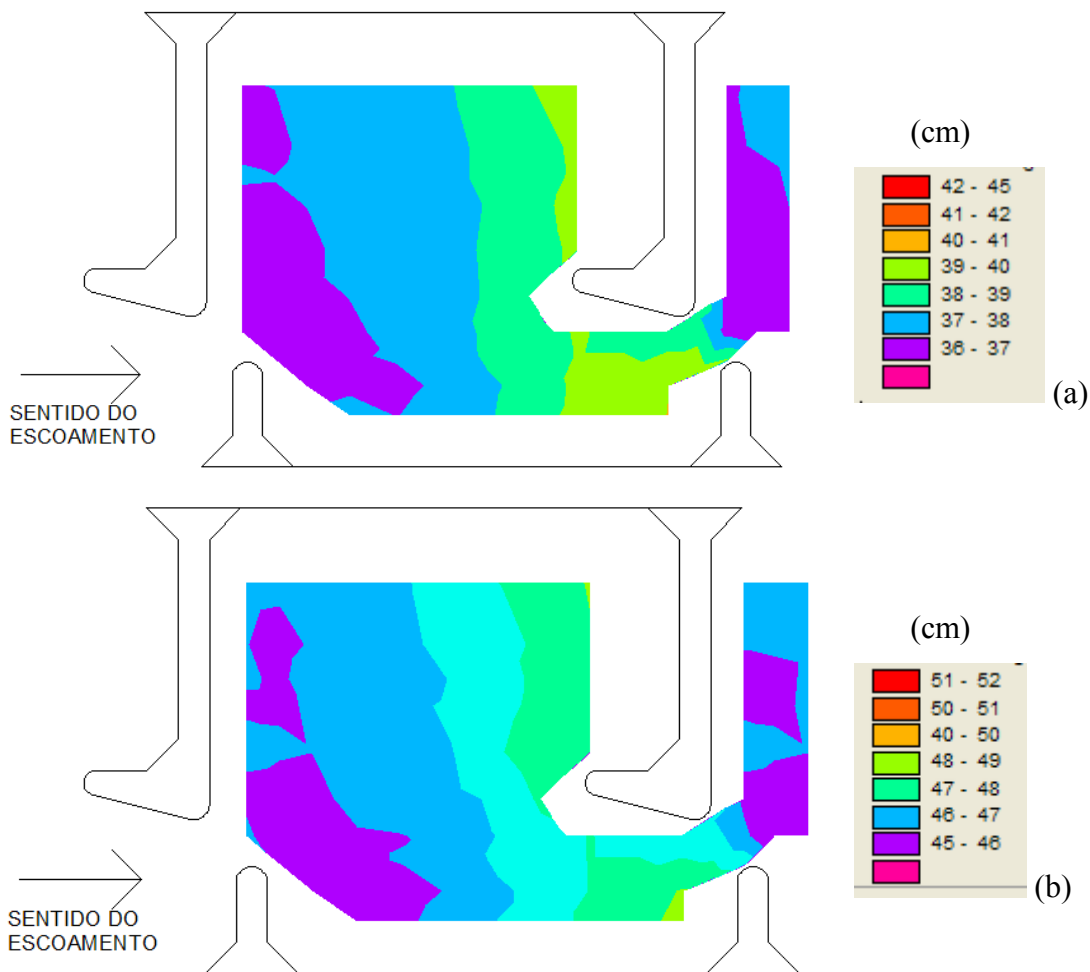 (cm)
42 - 45
41 - 42
40 - 41
39 - 40
38 - 39
37 - 38
36 - 37
(a)
SENTIDO DO
ESCOAMENTO
(cm)
51 - 52
50 - 51
40 - 50
48 - 49
47 - 48
46 - 47
45 - 46
(b)
SENTIDO DO
ESCOAMENTO